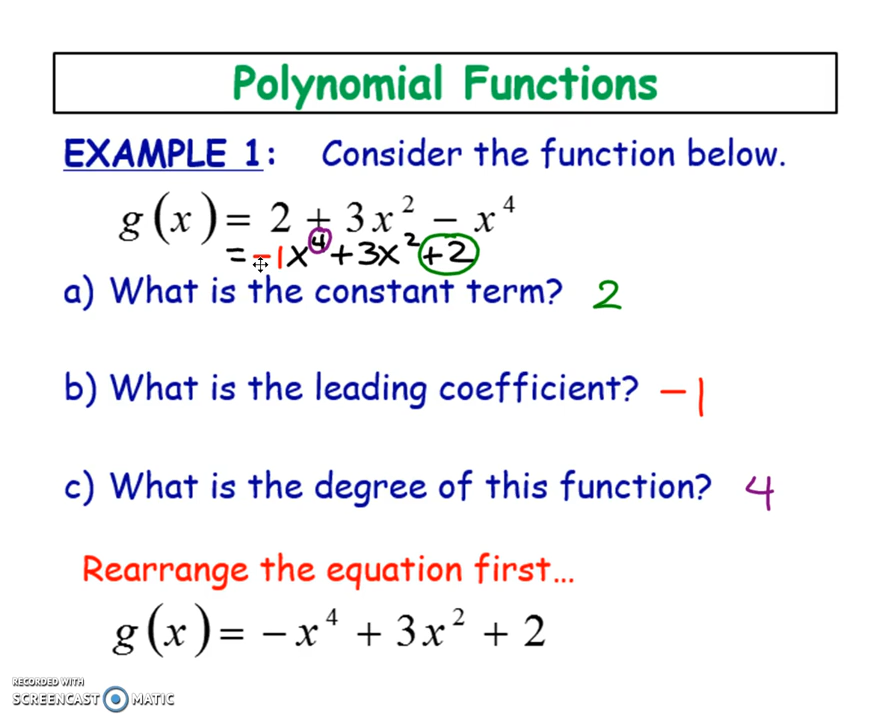 Polynomial Functions
EXAMPLE 1: Consider the function below.
g(x) = 2 + 3x² − x⁴
= −1x⁴ + 3x² + 2
a) What is the constant term? 2
b) What is the leading coefficient? −1
c) What is the degree of this function? 4
Rearrange the equation first...
g(x) = −x⁴ + 3x² + 2
RECORDED WITH
SCREENCAST MATIC